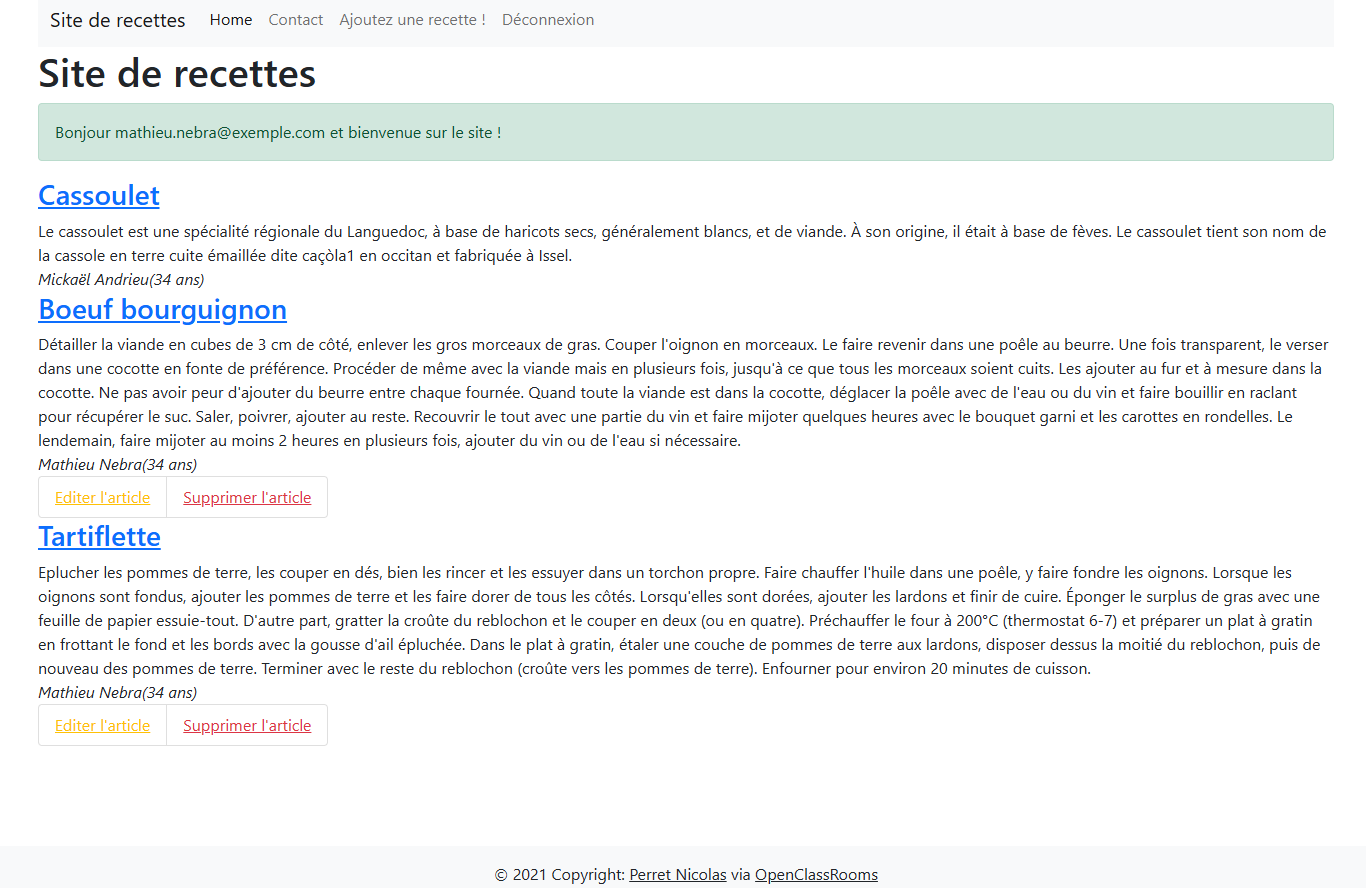 Site de recettes Home Contact Ajoutez une recette ! Déconnexion
Site de recettes
Bonjour mathieu.nebra@exemple.com et bienvenue sur le site !
Cassoulet
Le cassoulet est une spécialité régionale du Languedoc, à base de haricots secs, généralement blancs, et de viande. À son origine, il était à base de fèves. Le cassoulet tient son nom de
la cassole en terre cuite émaillée dite caçòla1 en occitan et fabriquée à Issel.
Mickaël Andrieu(34 ans)
Boeuf bourguignon
Détailler la viande en cubes de 3 cm de côté, enlever les gros morceaux de gras. Couper l'oignon en morceaux. Le faire revenir dans une poêle au beurre. Une fois transparent, le verser
dans une cocotte en fonte de préférence. Procéder de même avec la viande mais en plusieurs fois, jusqu'à ce que tous les morceaux soient cuits. Les ajouter au fur et à mesure dans la
cocotte. Ne pas avoir peur d'ajouter du beurre entre chaque fournée. Quand toute la viande est dans la cocotte, déglacer la poêle avec de l'eau ou du vin et faire bouillir en raclant
pour récupérer le suc. Saler, poivrer, ajouter au reste. Recouvrir le tout avec une partie du vin et faire mijoter quelques heures avec le bouquet garni et les carottes en rondelles. Le
lendemain, faire mijoter au moins 2 heures en plusieurs fois, ajouter du vin ou de l'eau si nécessaire.
Mathieu Nebra(34 ans)
Editer l'article Supprimer l'article
Tartiflette
Eplucher les pommes de terre, les couper en dés, bien les rincer et les essuyer dans un torchon propre. Faire chauffer l'huile dans une poêle, y faire fondre les oignons. Lorsque les
oignons sont fondus, ajouter les pommes de terre et les faire dorer de tous les côtés. Lorsqu'elles sont dorées, ajouter les lardons et finir de cuire. Éponger le surplus de gras avec une
feuille de papier essuie-tout. D'autre part, gratter la croûte du reblochon et le couper en deux (ou en quatre). Préchauffer le four à 200°C (thermostat 6-7) et préparer un plat à gratin
en frottant le fond et les bords avec la gousse d'ail épluchée. Dans le plat à gratin, étaler une couche de pommes de terre aux lardons, disposer dessus la moitié du reblochon, puis de
nouveau des pommes de terre. Terminer avec le reste du reblochon (croûte vers les pommes de terre). Enfourner pour environ 20 minutes de cuisson.
Mathieu Nebra(34 ans)
Editer l'article Supprimer l'article
© 2021 Copyright: Perret Nicolas via OpenClassRooms